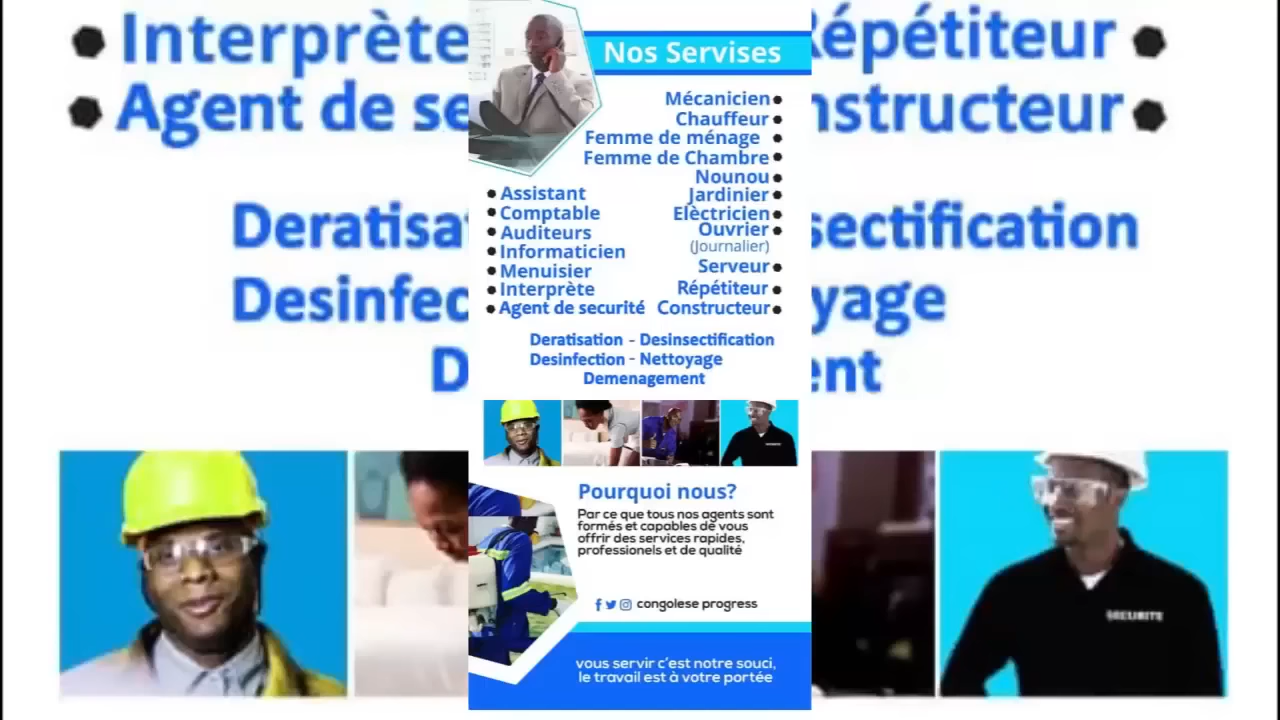 Nos Servises
Mécanicien
Chauffeur
Femme de ménage
Femme de Chambre
Nounou
Jardinier
Elèctricien
Ouvrier
(Journalier)
Serveur
Répétiteur
Constructeur
Assistant
Comptable
Auditeurs
Informaticien
Menuisier
Interprète
Agent de securité
Deratisation - Desinsectification
Desinfection - Nettoyage
Demenagement
Pourquoi nous?
Par ce que tous nos agents sont
formés et capables de vous
offrir des services rapides,
professionels et de qualité
congolese progress
vous servir c'est notre souci,
le travail est à votre portée
Interprète
Agent de se
Deratisa
Desinfec
D
épétiteur
nstructeur
sectification
yage
ent
SECURITE